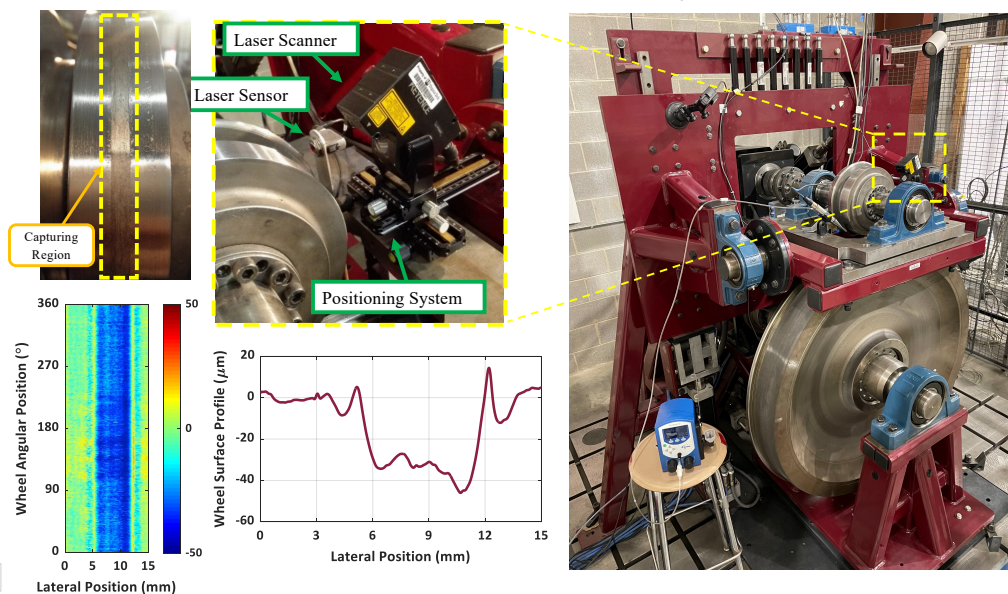 Laser Scanner
Laser Sensor
KEYENCE
Capturing
Region
Positioning System
360
270
180
90
0
Wheel Angular Position (°)
0 5 10 15
Lateral Position (mm)
50
0
-50
20
0
-20
-40
-60
Wheel Surface Profile (μm)
0 3 6 9 12 15
Lateral Position (mm)